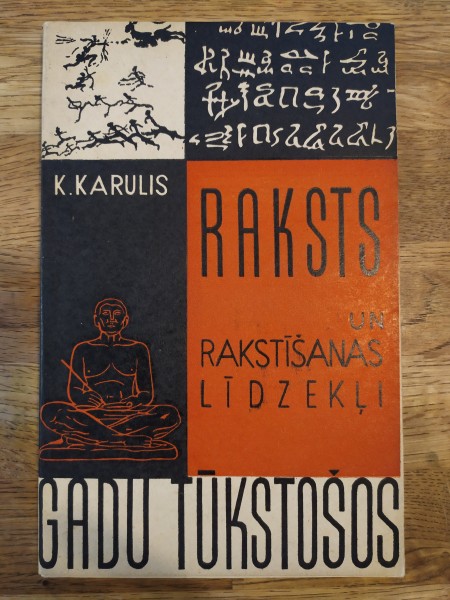 K.KARULIS
RAKSTS
UN
RAKSTĪŠANAS
LĪDZEKĻI
GADU TŪKSTOŠOS